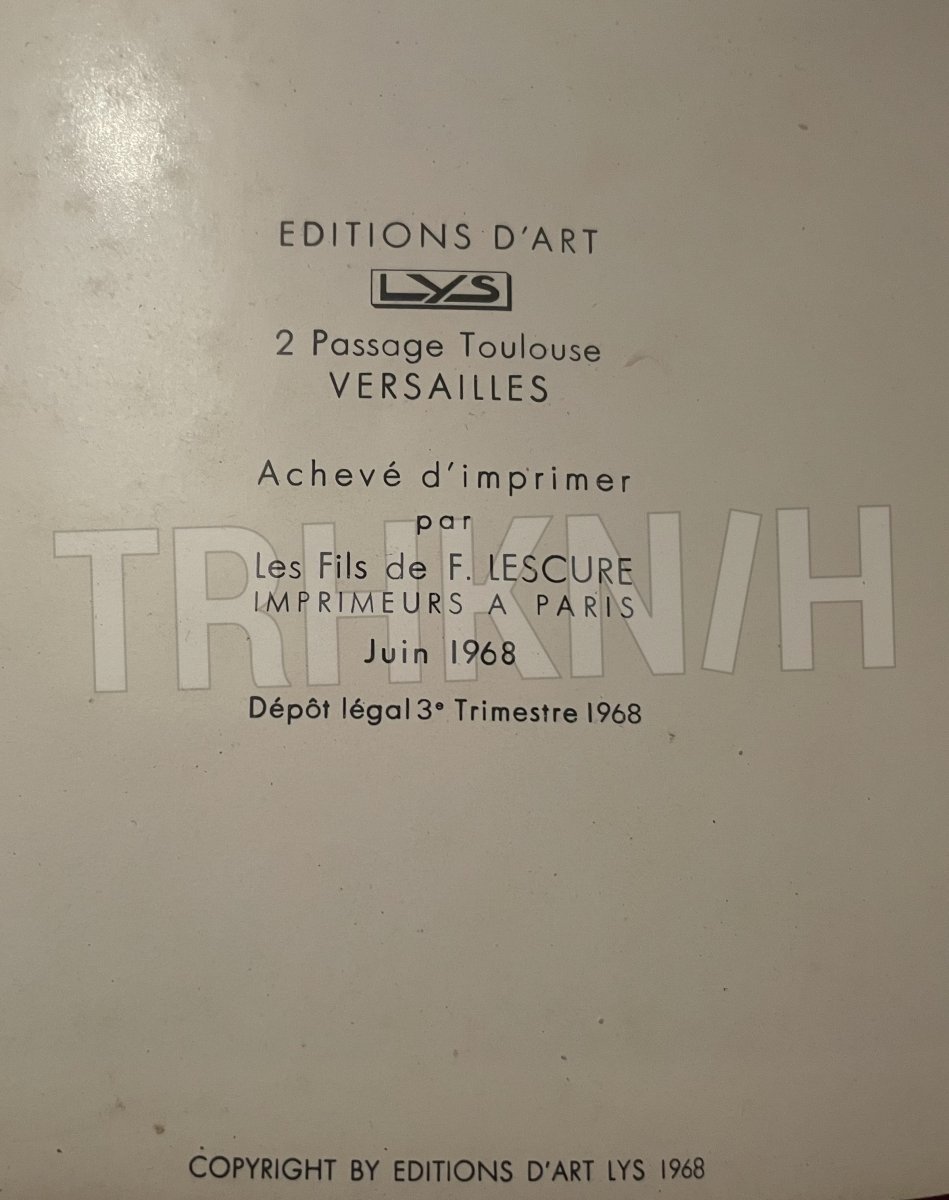 EDITIONS D'ART
LYS
2 Passage Toulouse
VERSAILLES
Achevé d'imprimer
par
TRHKN/H
Les Fils de F. LESCURE
IMPRIMEURS A PARIS
Juin 1968
Dépôt légal 3e Trimestre 1968
COPYRIGHT BY EDITIONS D'ART LYS 1968